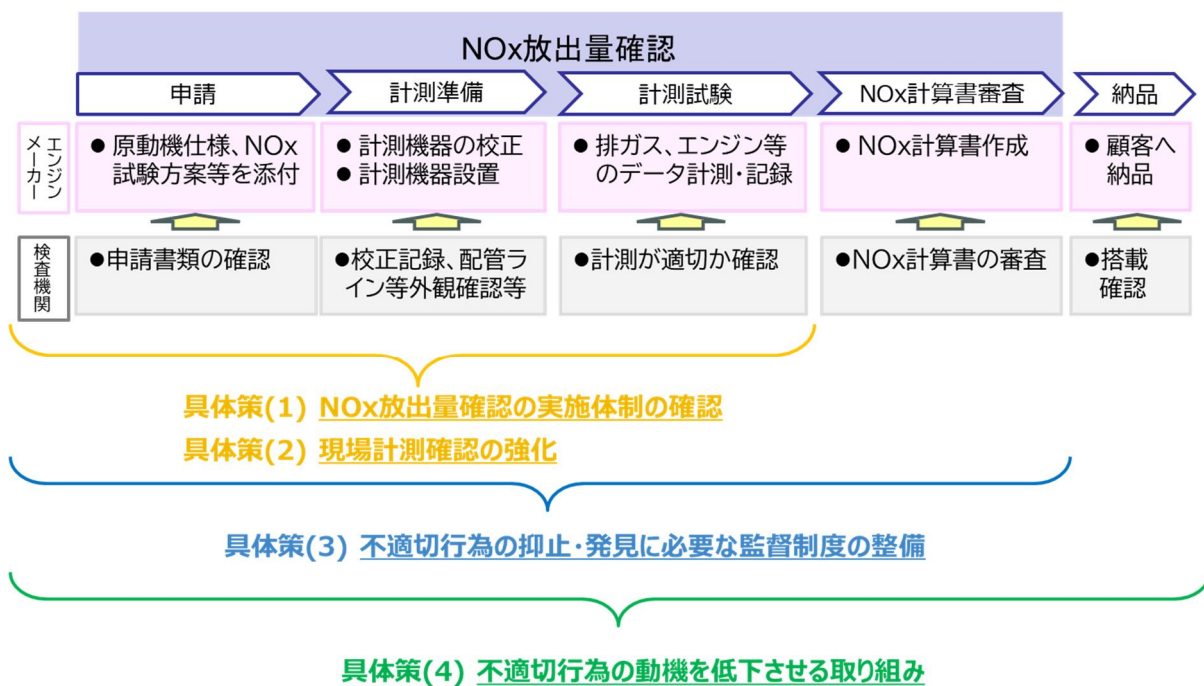 NOx放出量確認
申請
計測準備
計測試験
NOx計算書審査
納品
エンジン
メーカー
● 原動機仕様、NOx
試験方案等を添付
● 計測機器の校正
● 計測機器設置
● 排ガス、エンジン等
のデータ計測・記録
● NOx計算書作成
● 顧客へ
納品
検査機関
●申請書類の確認
●校正記録、配管ラ
イン等外観確認等
●計測が適切か確認
●NOx計算書の審査
●搭載
確認
具体策(1) NOx放出量確認の実施体制の確認
具体策(2) 現場計測確認の強化
具体策(3) 不適切行為の抑止・発見に必要な監督制度の整備
具体策(4) 不適切行為の動機を低下させる取り組み